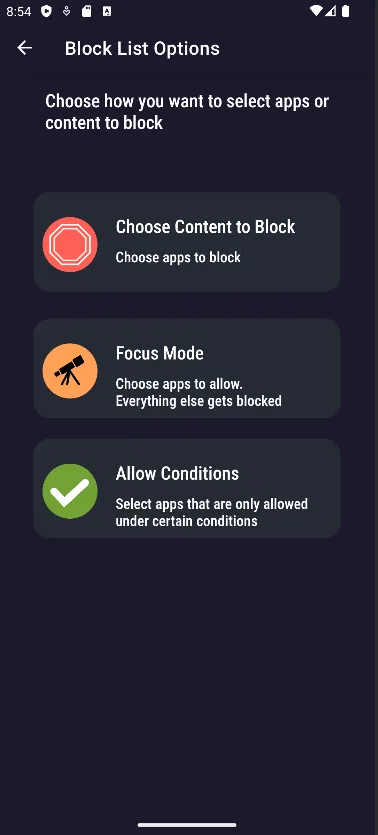 8:54
Block List Options
Choose how you want to select apps or
content to block
Choose Content to Block
Choose apps to block
Focus Mode
Choose apps to allow.
Everything else gets blocked
Allow Conditions
Select apps that are only allowed
under certain conditions